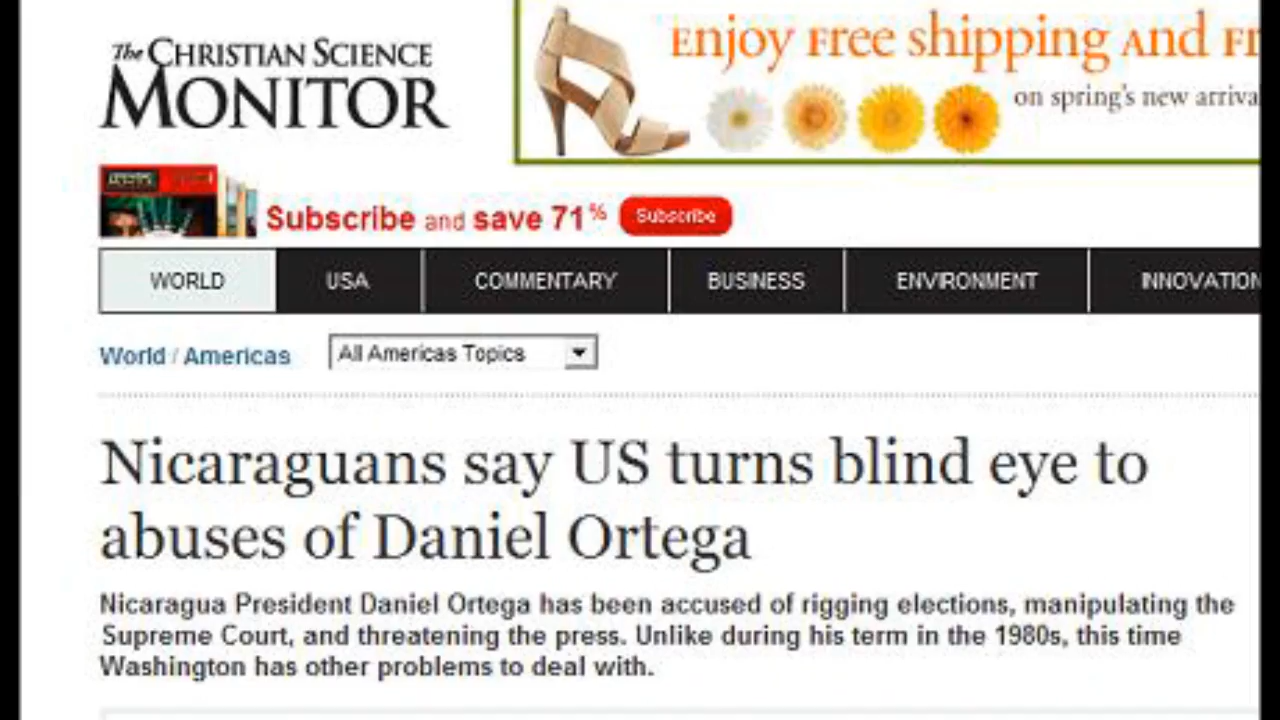 The CHRISTIAN SCIENCE
MONITOR
Enjoy Free shipping and Fr
on spring's new arriva
Subscribe and save 71%
Subscribe
WORLD
USA
COMMENTARY
BUSINESS
ENVIRONMENT
INNOVATION
World / Americas
All Americas Topics
Nicaraguans say US turns blind eye to
abuses of Daniel Ortega
Nicaragua President Daniel Ortega has been accused of rigging elections, manipulating the
Supreme Court, and threatening the press. Unlike during his term in the 1980s, this time
Washington has other problems to deal with.